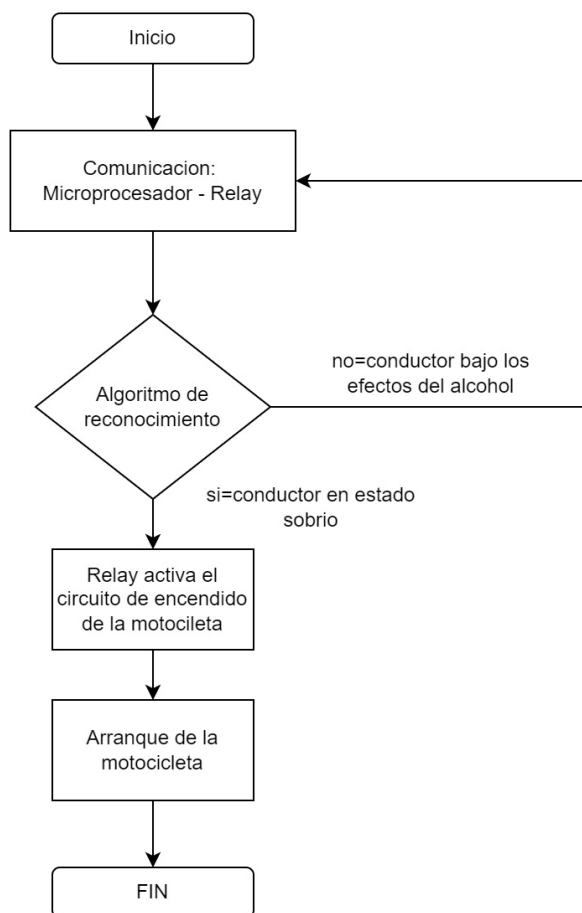 Inicio
Comunicacion:
Microprocesador - Relay
Algoritmo de
reconocimiento
no=conductor bajo los
efectos del alcohol
si=conductor en estado
sobrio
Relay activa el
circuito de encendido
de la motocileta
Arranque de la
motocicleta
FIN